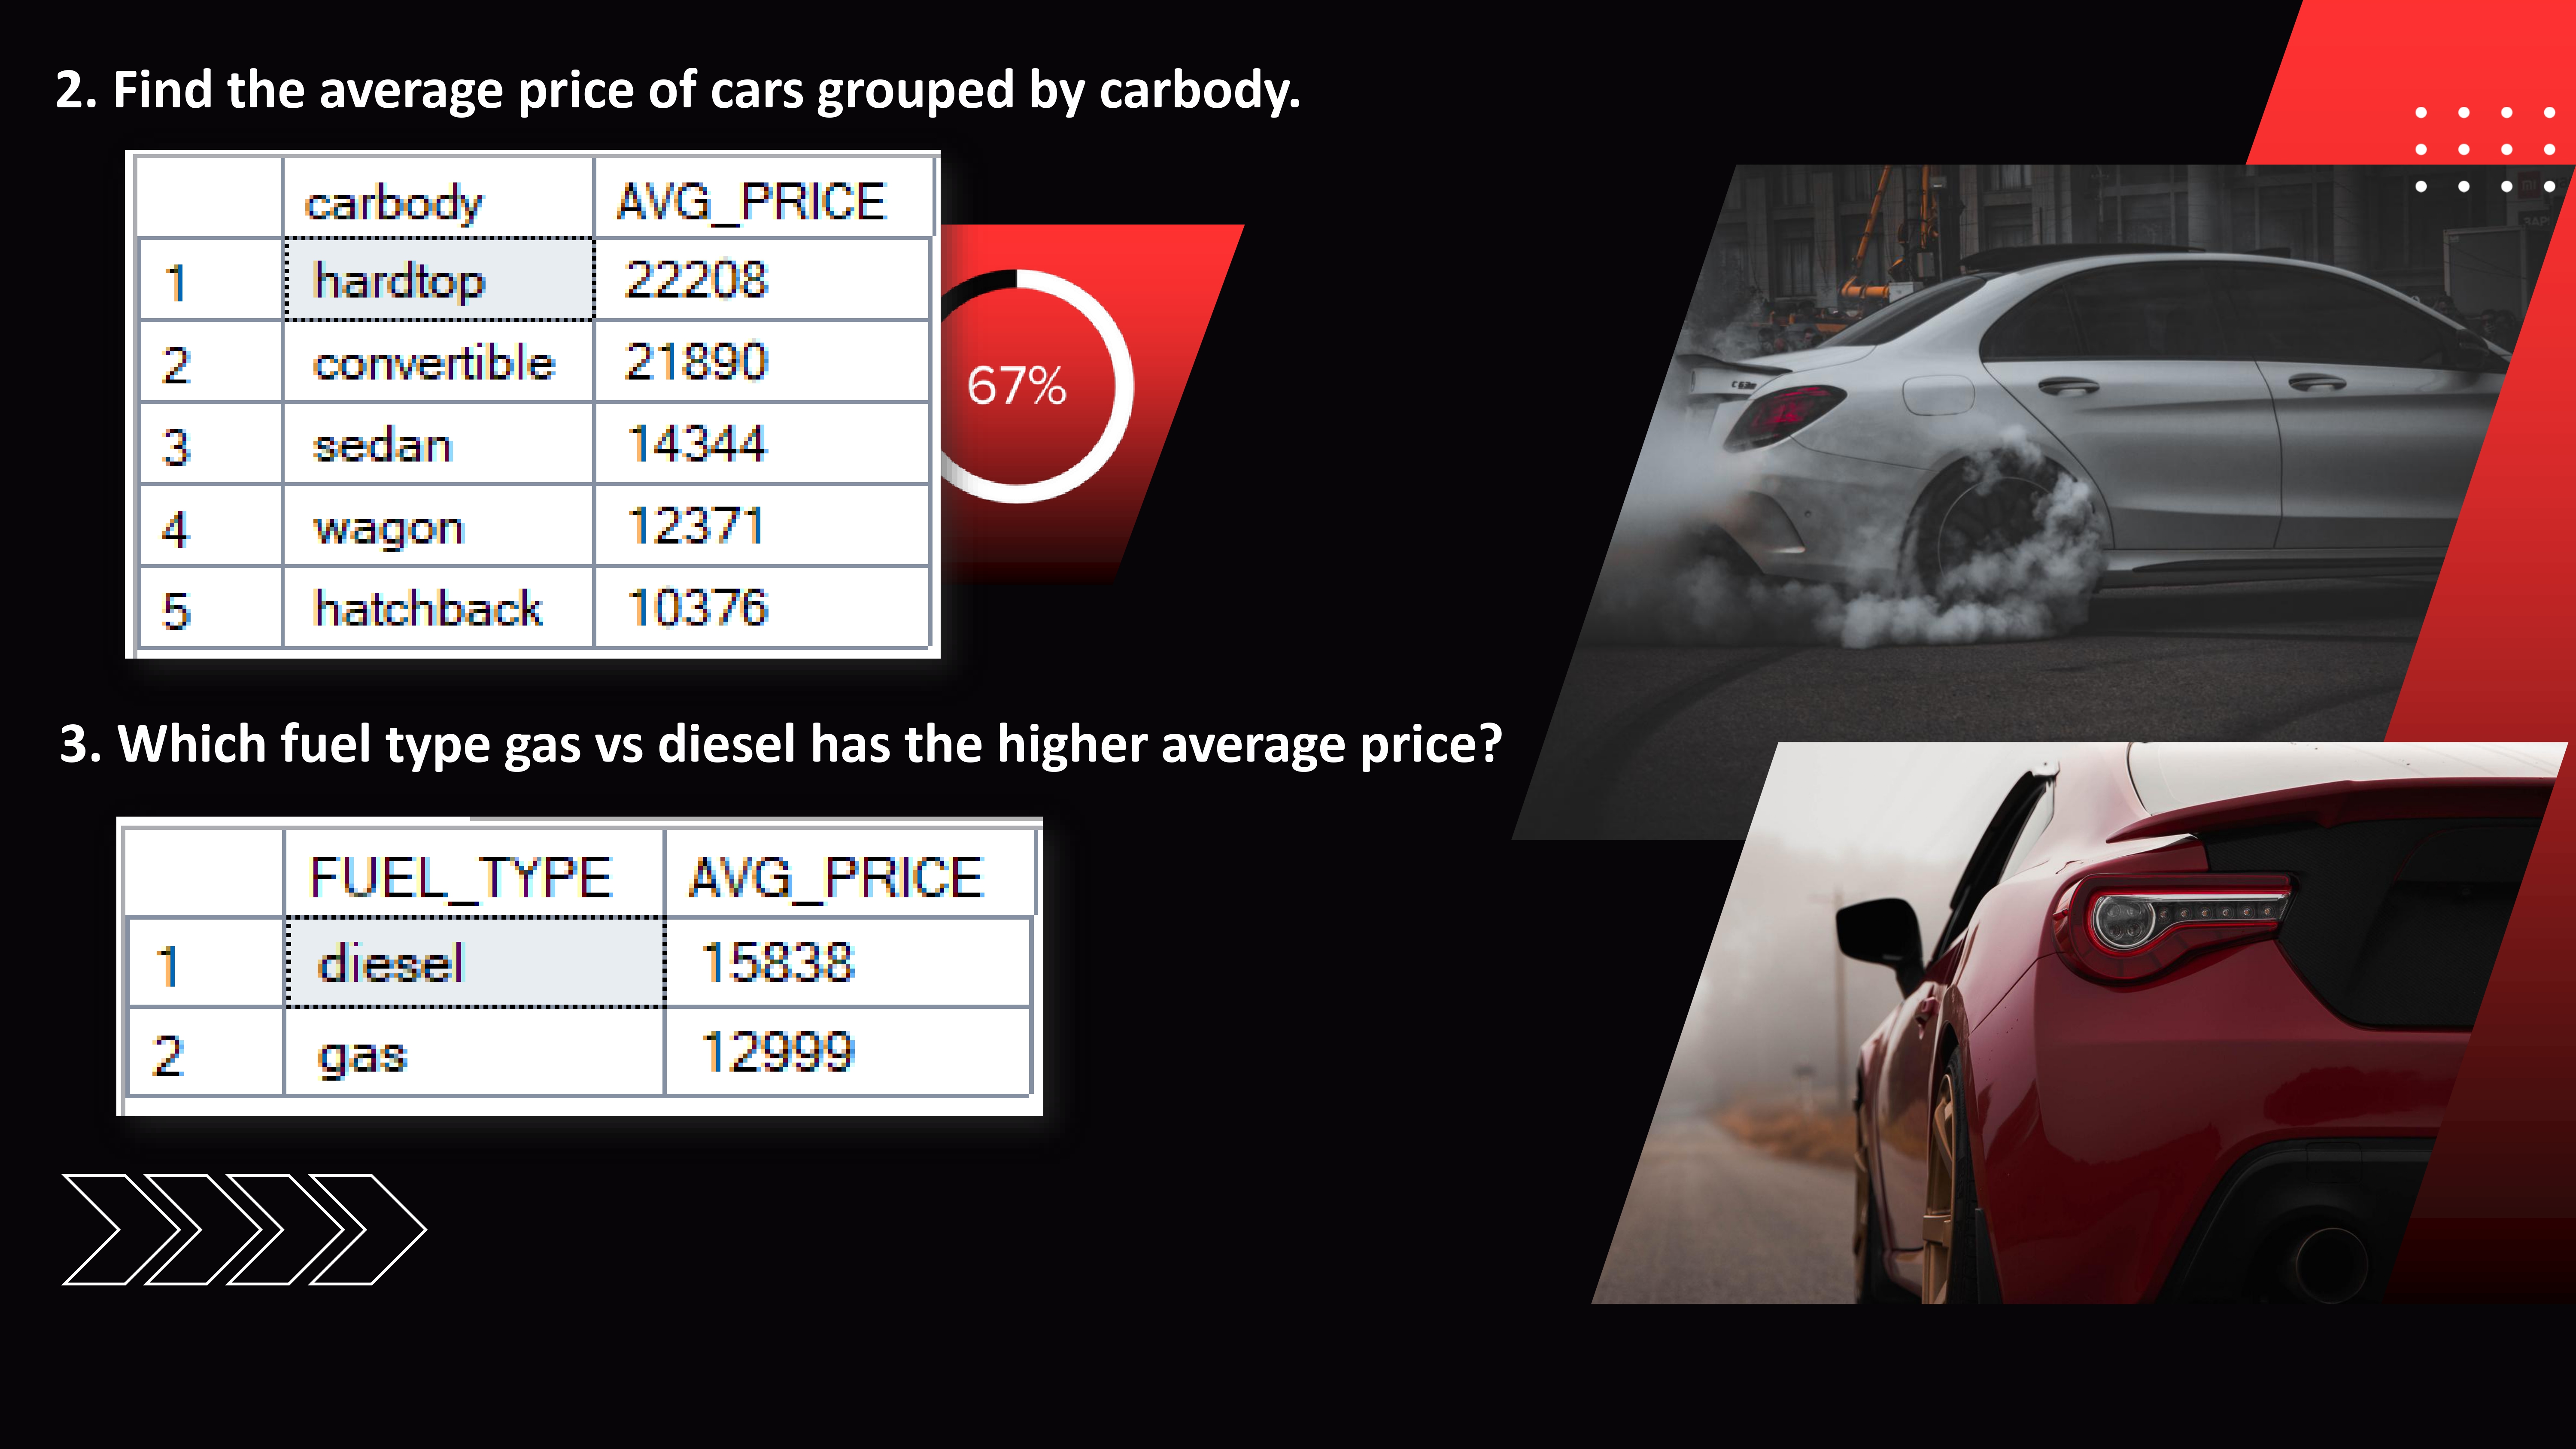 2. Find the average price of cars grouped by carbody.
carbody AVG_PRICE
1 hardtop 22208
2 convertible 21890
3 sedan 14344
4 wagon 12371
5 hatchback 10376
67%
3. Which fuel type gas vs diesel has the higher average price?
FUEL_TYPE AVG_PRICE
1 diesel 15838
2 gas 12999